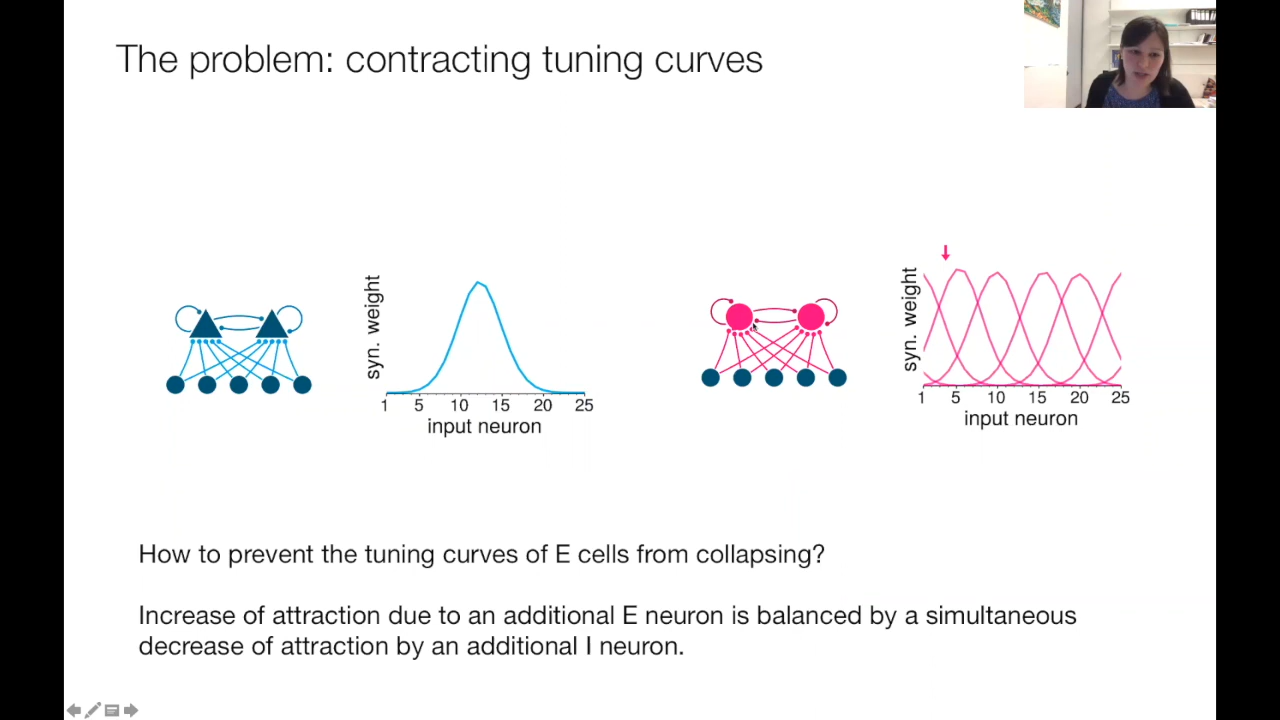 The problem: contracting tuning curves
syn. weight
1 5 10 15 20 25
input neuron
syn. weight
1 5 10 15 20 25
input neuron
How to prevent the tuning curves of E cells from collapsing?
Increase of attraction due to an additional E neuron is balanced by a simultaneous
decrease of attraction by an additional I neuron.